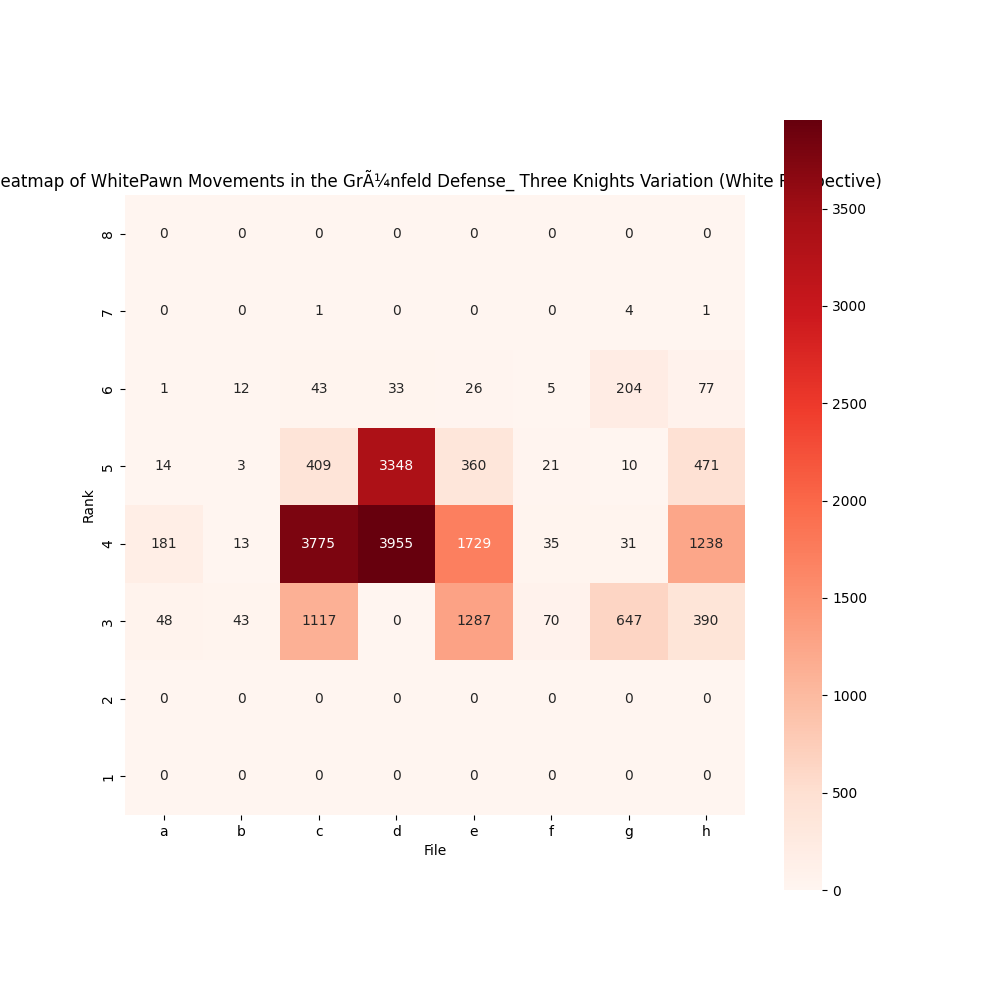 eatmap of WhitePawn Movements in the GrÃ¼nfeld Defense_ Three Knights Variation (White P pective)
8 0 0 0 0 0 0 0 0
3500
7 0 0 1 0 0 0 4 1
3000
6 1 12 43 33 26 5 204 77
2500
5 14 3 409 3348 360 21 10 471
Rank
2000
4 181 13 3775 3955 1729 35 31 1238
1500
3 48 43 1117 0 1287 70 647 390
1000
2 0 0 0 0 0 0 0 0
500
1 0 0 0 0 0 0 0 0
a b c d e f g h
File
0